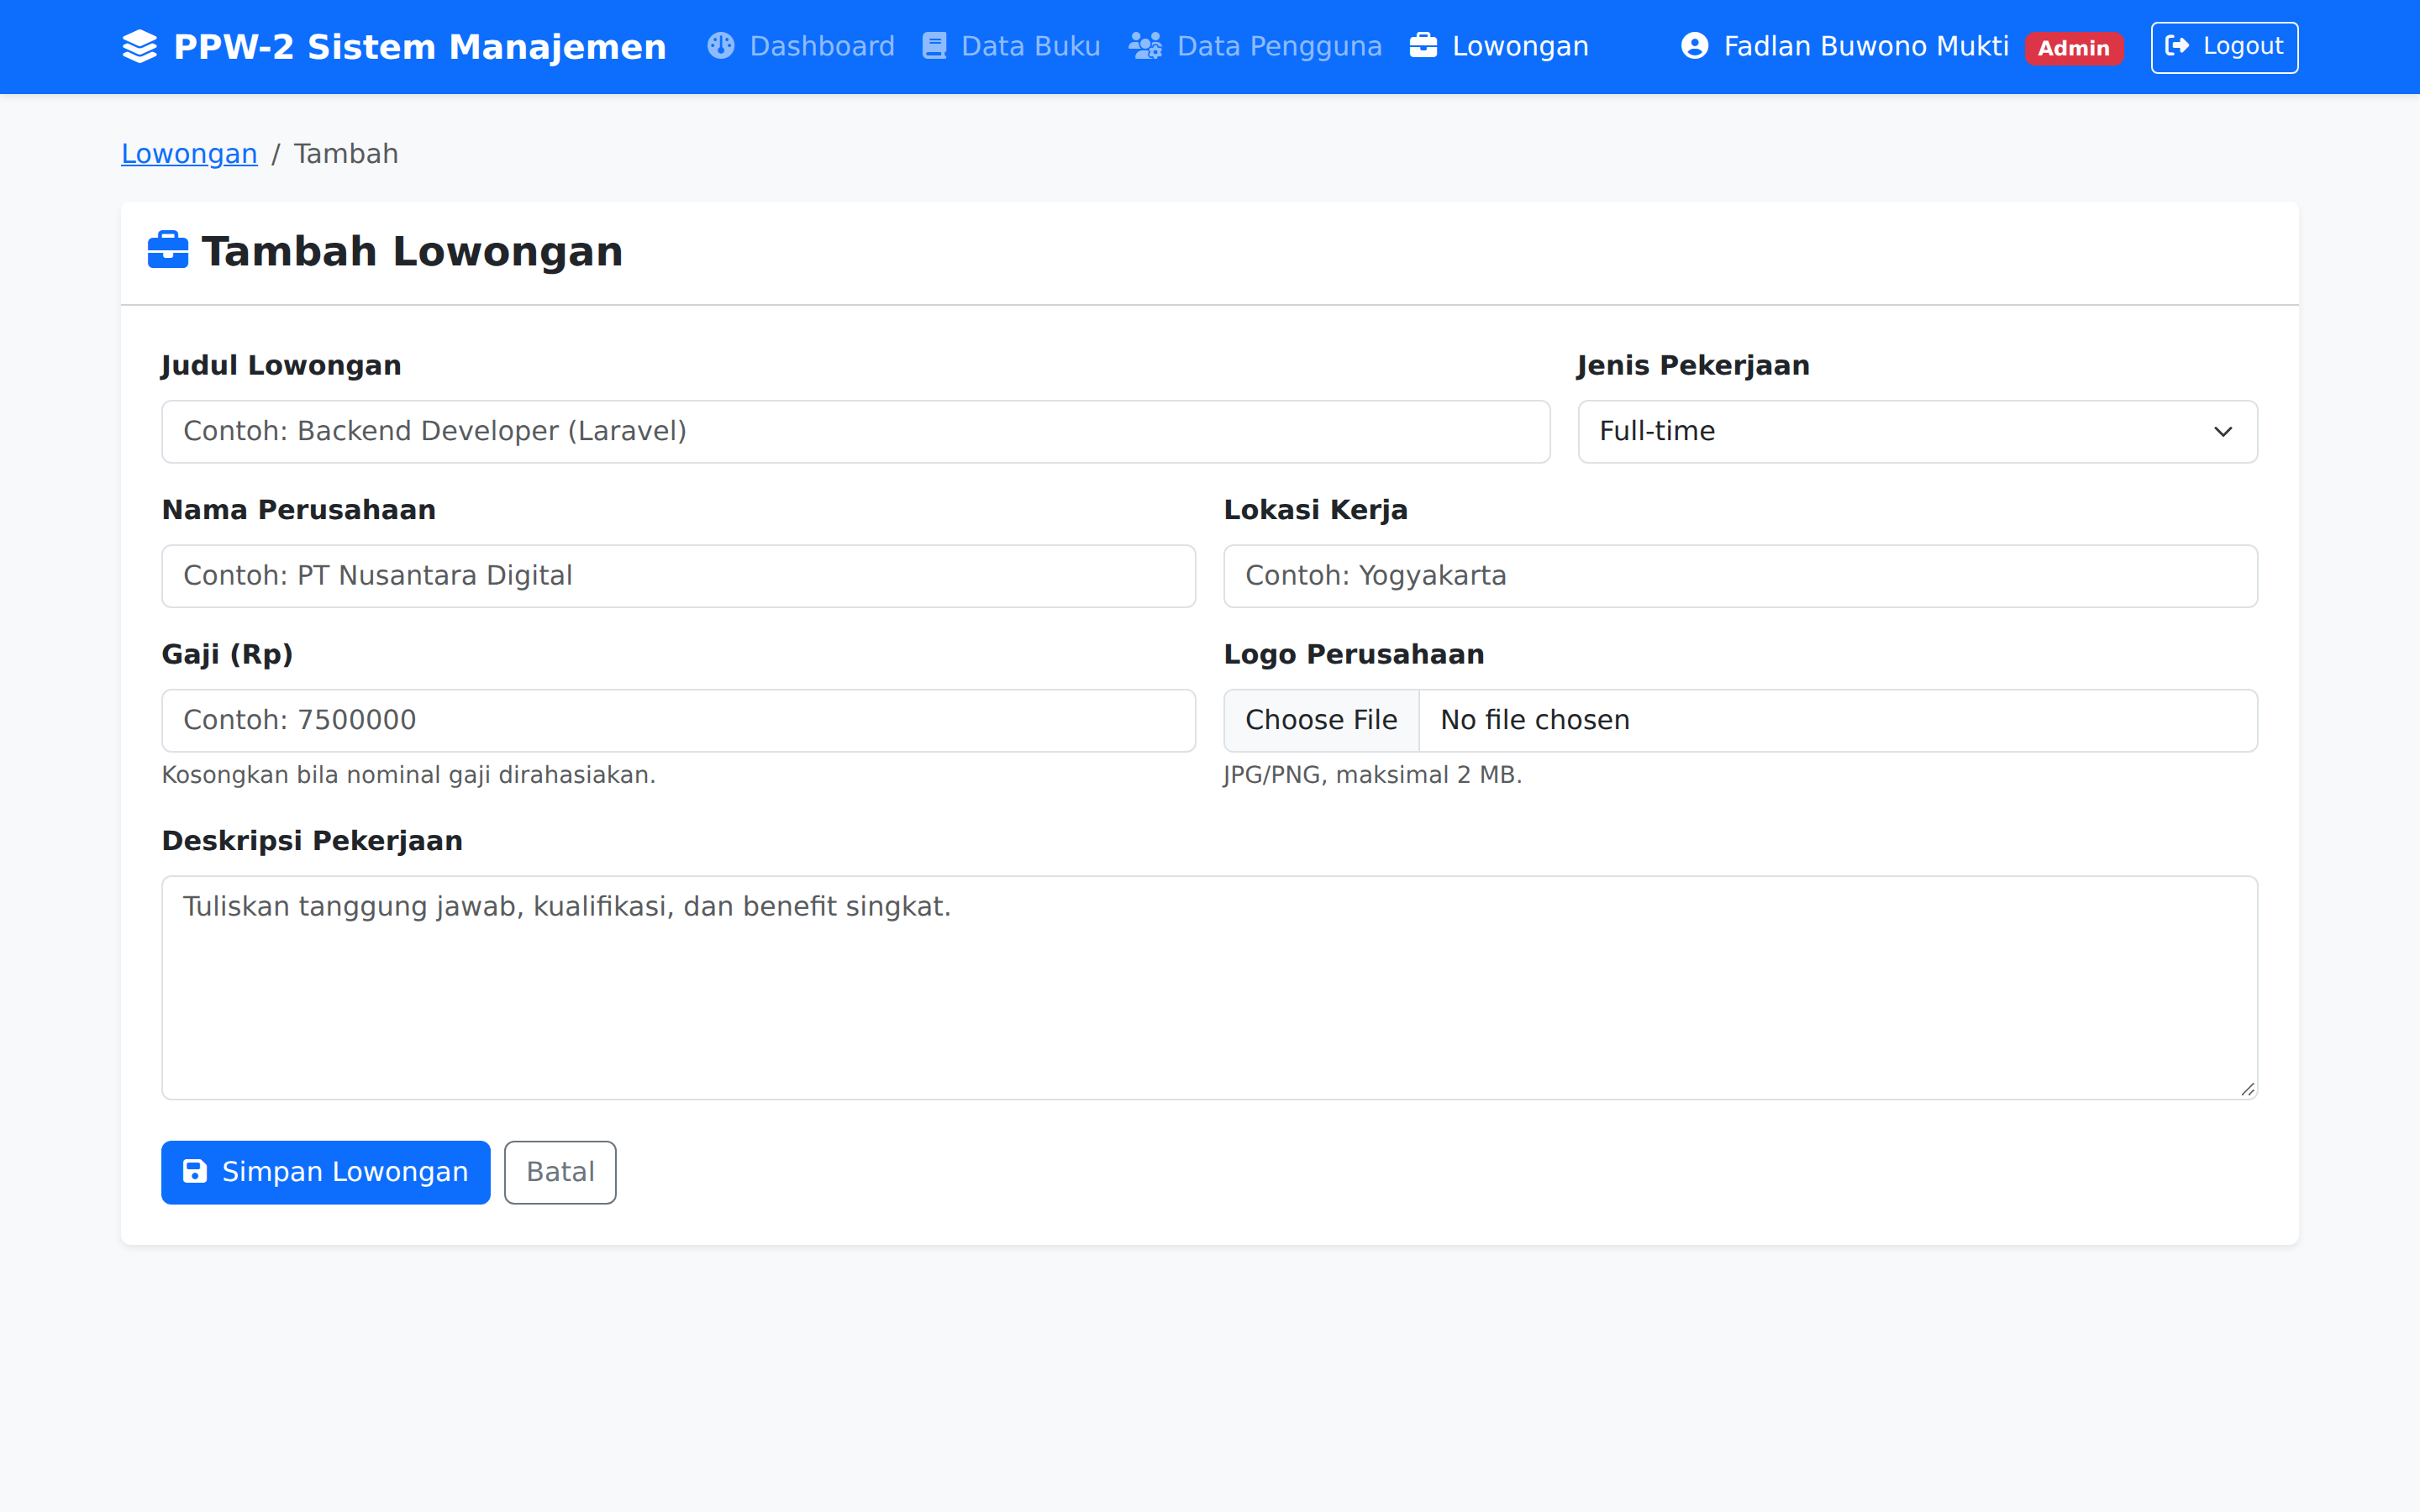 PPW-2 Sistem Manajemen Dashboard Data Buku Data Pengguna Lowongan Fadlan Buwono Mukti Admin Logout
Lowongan / Tambah
Tambah Lowongan
Judul Lowongan Jenis Pekerjaan
Contoh: Backend Developer (Laravel) Full-time
Nama Perusahaan Lokasi Kerja
Contoh: PT Nusantara Digital Contoh: Yogyakarta
Gaji (Rp) Logo Perusahaan
Contoh: 7500000 Choose File No file chosen
Kosongkan bila nominal gaji dirahasiakan. JPG/PNG, maksimal 2 MB.
Deskripsi Pekerjaan
Tuliskan tanggung jawab, kualifikasi, dan benefit singkat.
Simpan Lowongan Batal